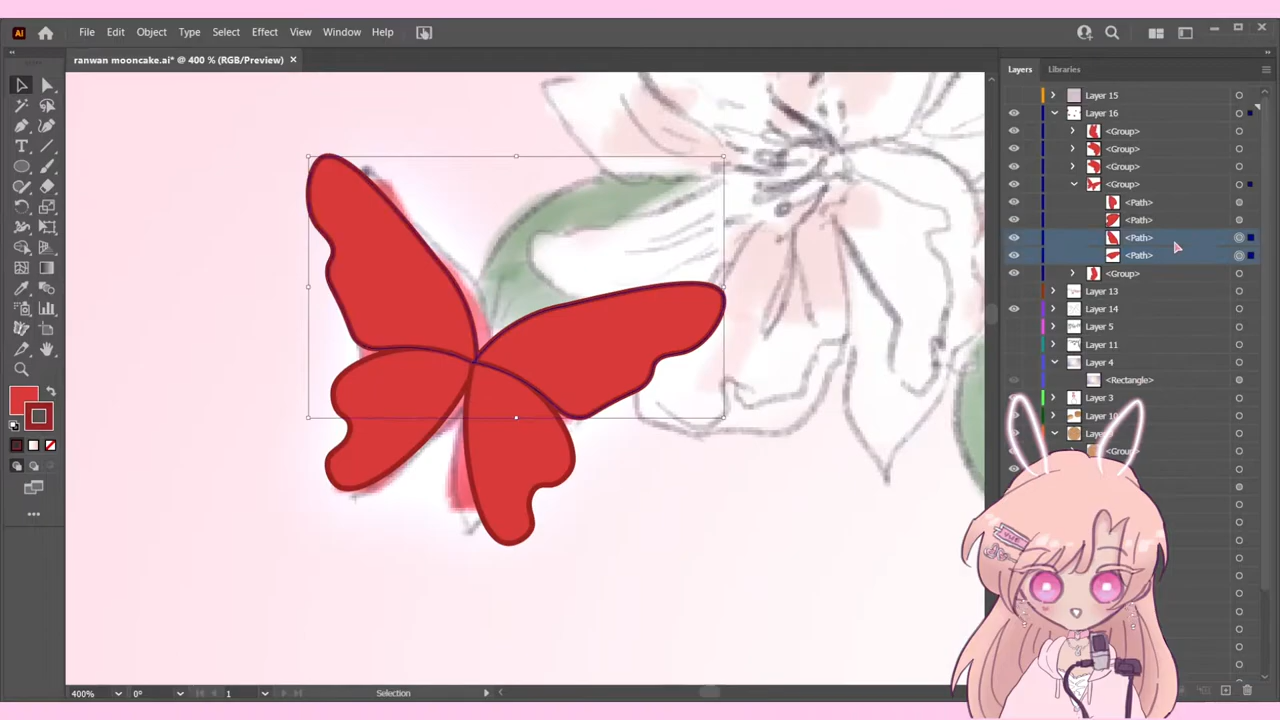 Ai
File Edit Object Type Select Effect View Window Help
ranwan mooncake.ai* @ 400 % (RGB/Preview) ×
Layers Libraries
Layer 15
Layer 16
<Group>
<Group>
<Group>
<Group>
<Path>
<Path>
<Path>
<Path>
<Group>
Layer 13
Layer 14
Layer 5
Layer 11
Layer 4
<Rectangle>
Layer 3
Layer 10
400% 0° 1 Selection